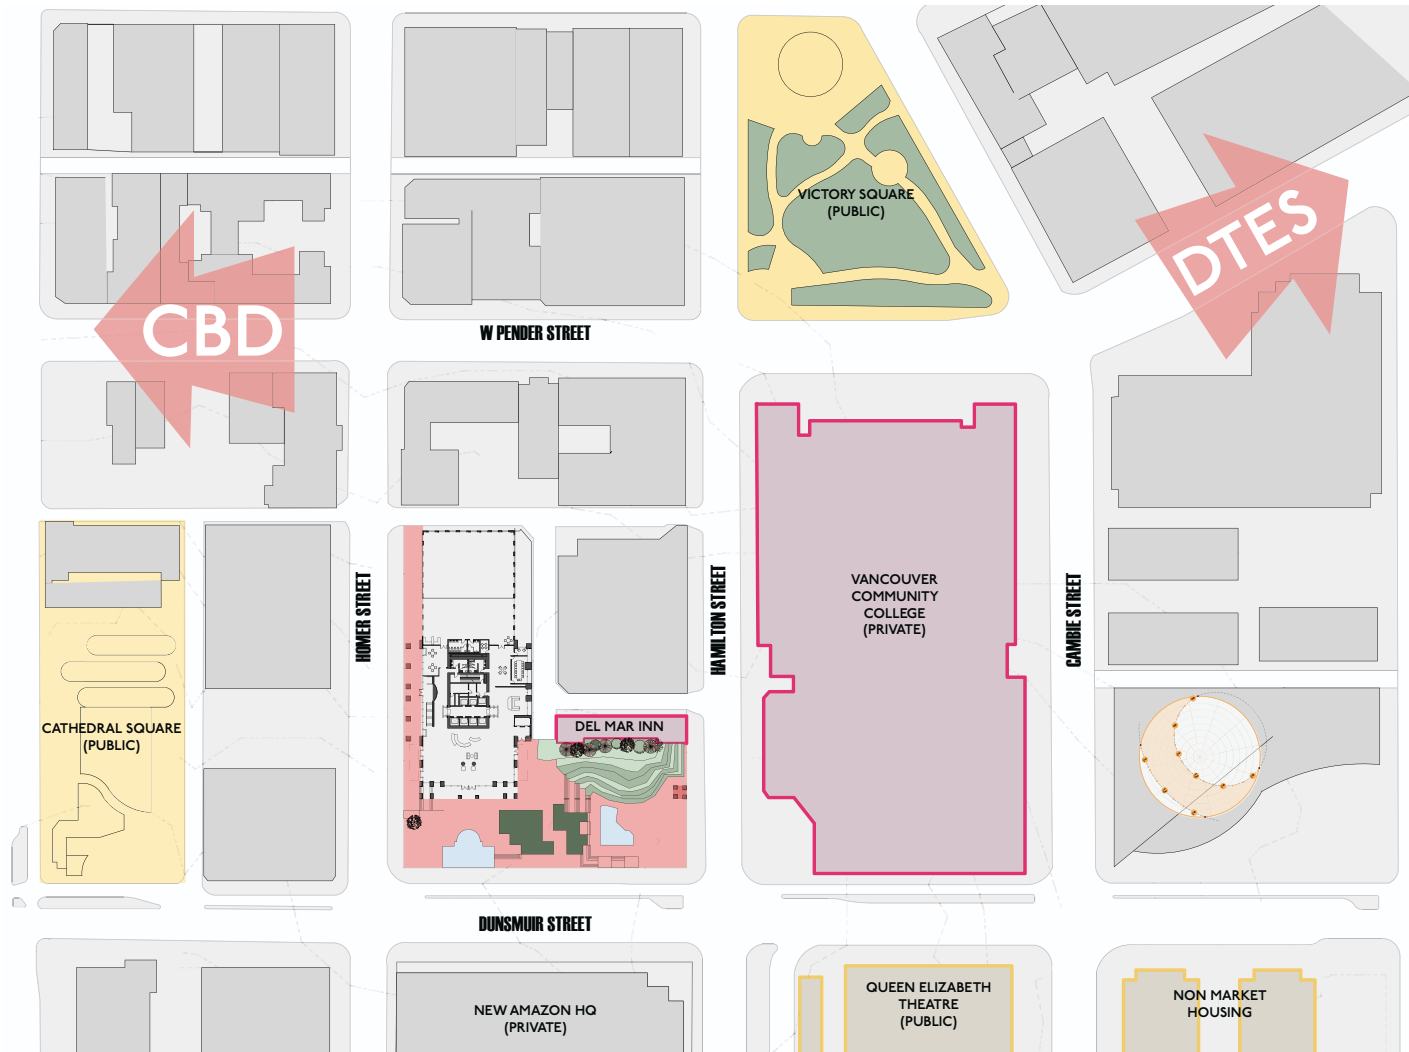 VICTORY SQUARE
(PUBLIC)
DTES
CBD
W PENDER STREET
HOMER STREET
HAMILTON STREET
CAMBIE STREET
VANCOUVER
COMMUNITY
COLLEGE
(PRIVATE)
CATHEDRAL SQUARE
(PUBLIC)
DEL MAR INN
DUNSMUIR STREET
NEW AMAZON HQ
(PRIVATE)
QUEEN ELIZABETH
THEATRE
(PUBLIC)
NON MARKET
HOUSING